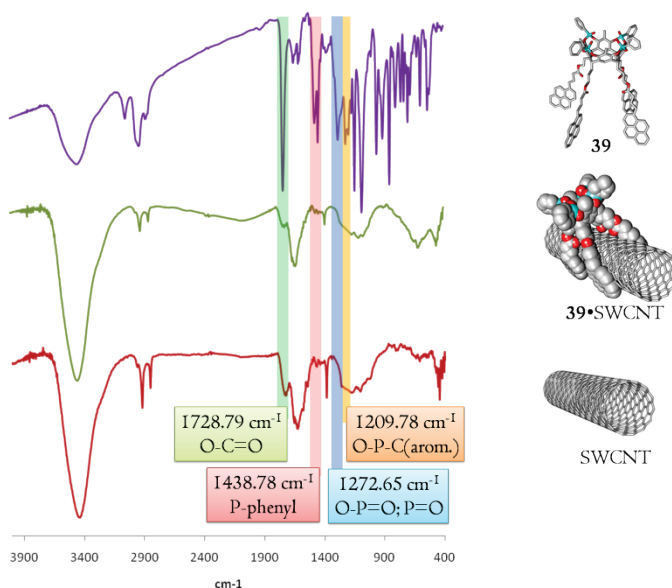 39
39•SWCNT
SWCNT
1728.79 cm-1
O-C=O
1209.78 cm-1
O-P-C(arom.)
1438.78 cm-1
P-phenyl
1272.65 cm-1
O-P=O; P=O
3900 3400 2900 2400 1900 1400 900 400
cm-1